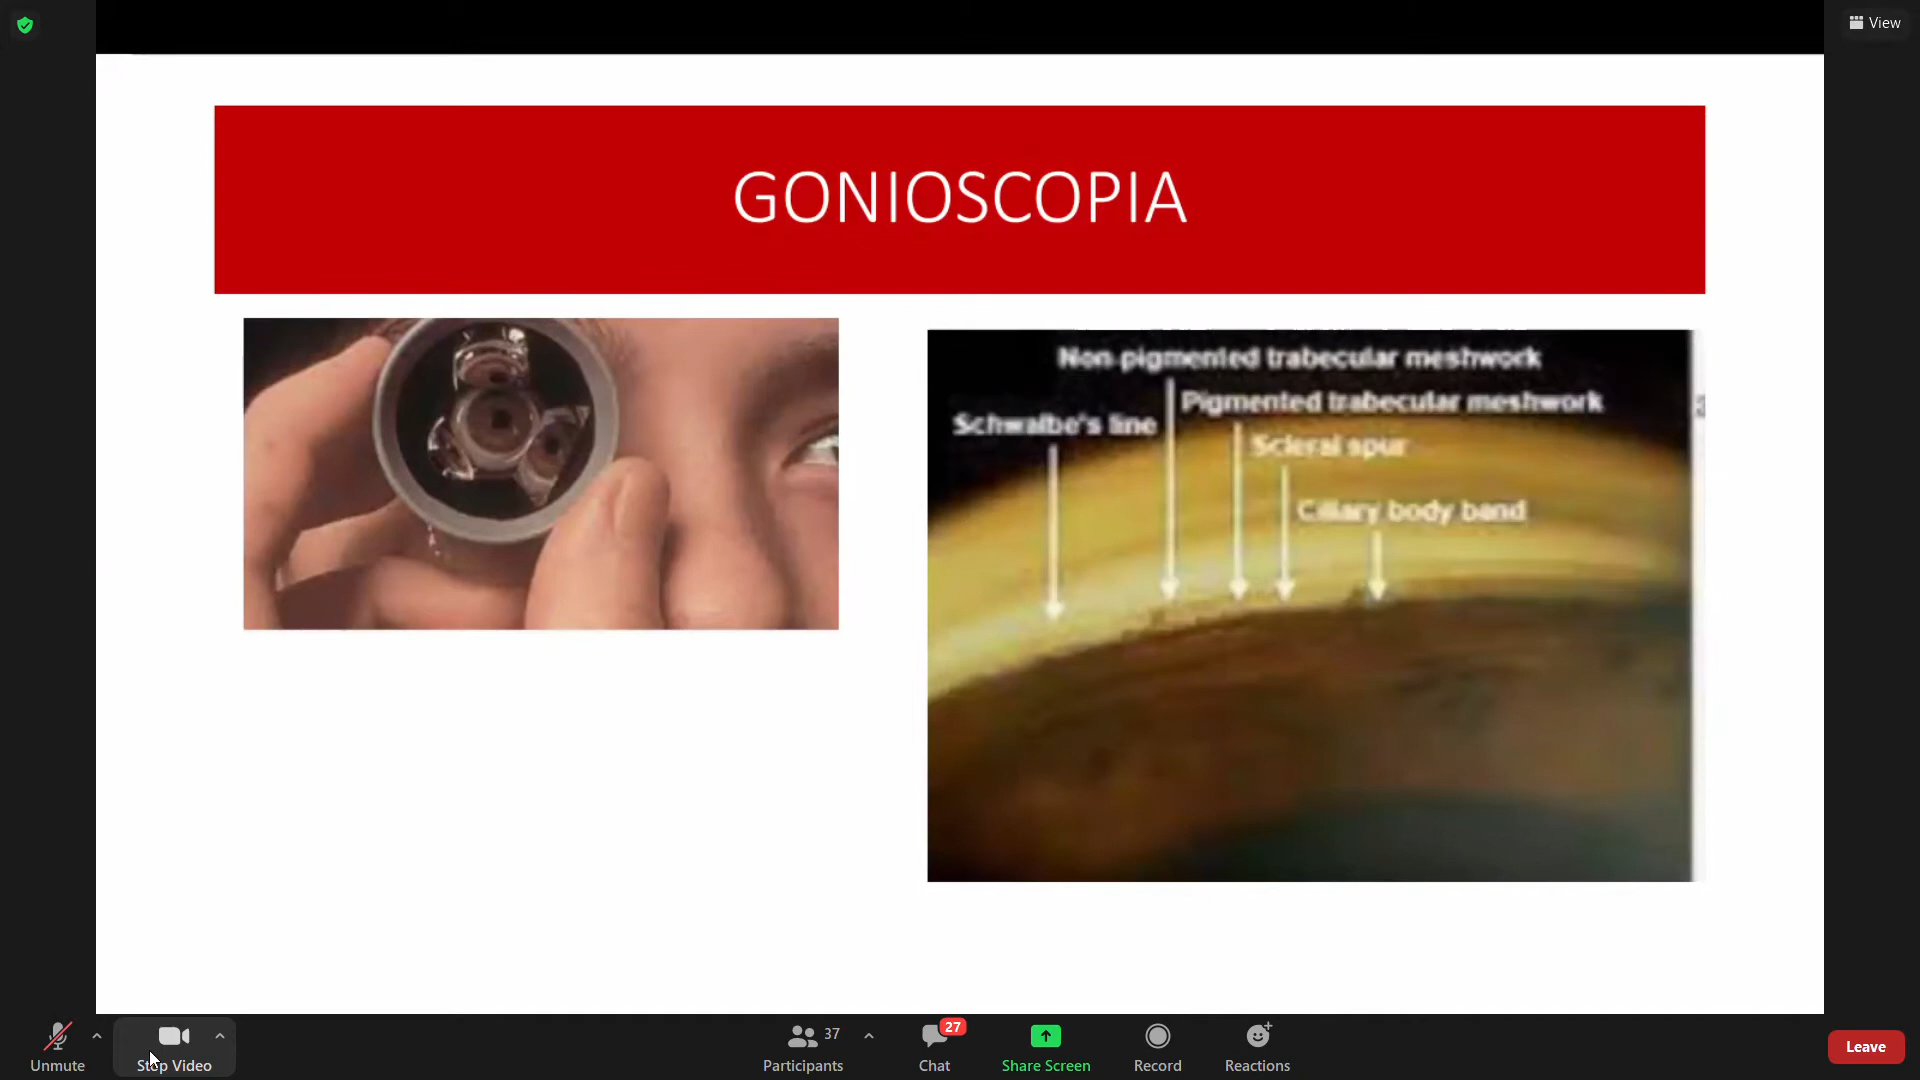 View
GONIOSCOPIA
Non-pigmented trabecular meshwork
Pigmented trabecular meshwork
Schwalbe's line
Scleral spur
Ciliary body band
Unmute
Stop Video
37
Participants
27
Chat
Share Screen
Record
Reactions
Leave